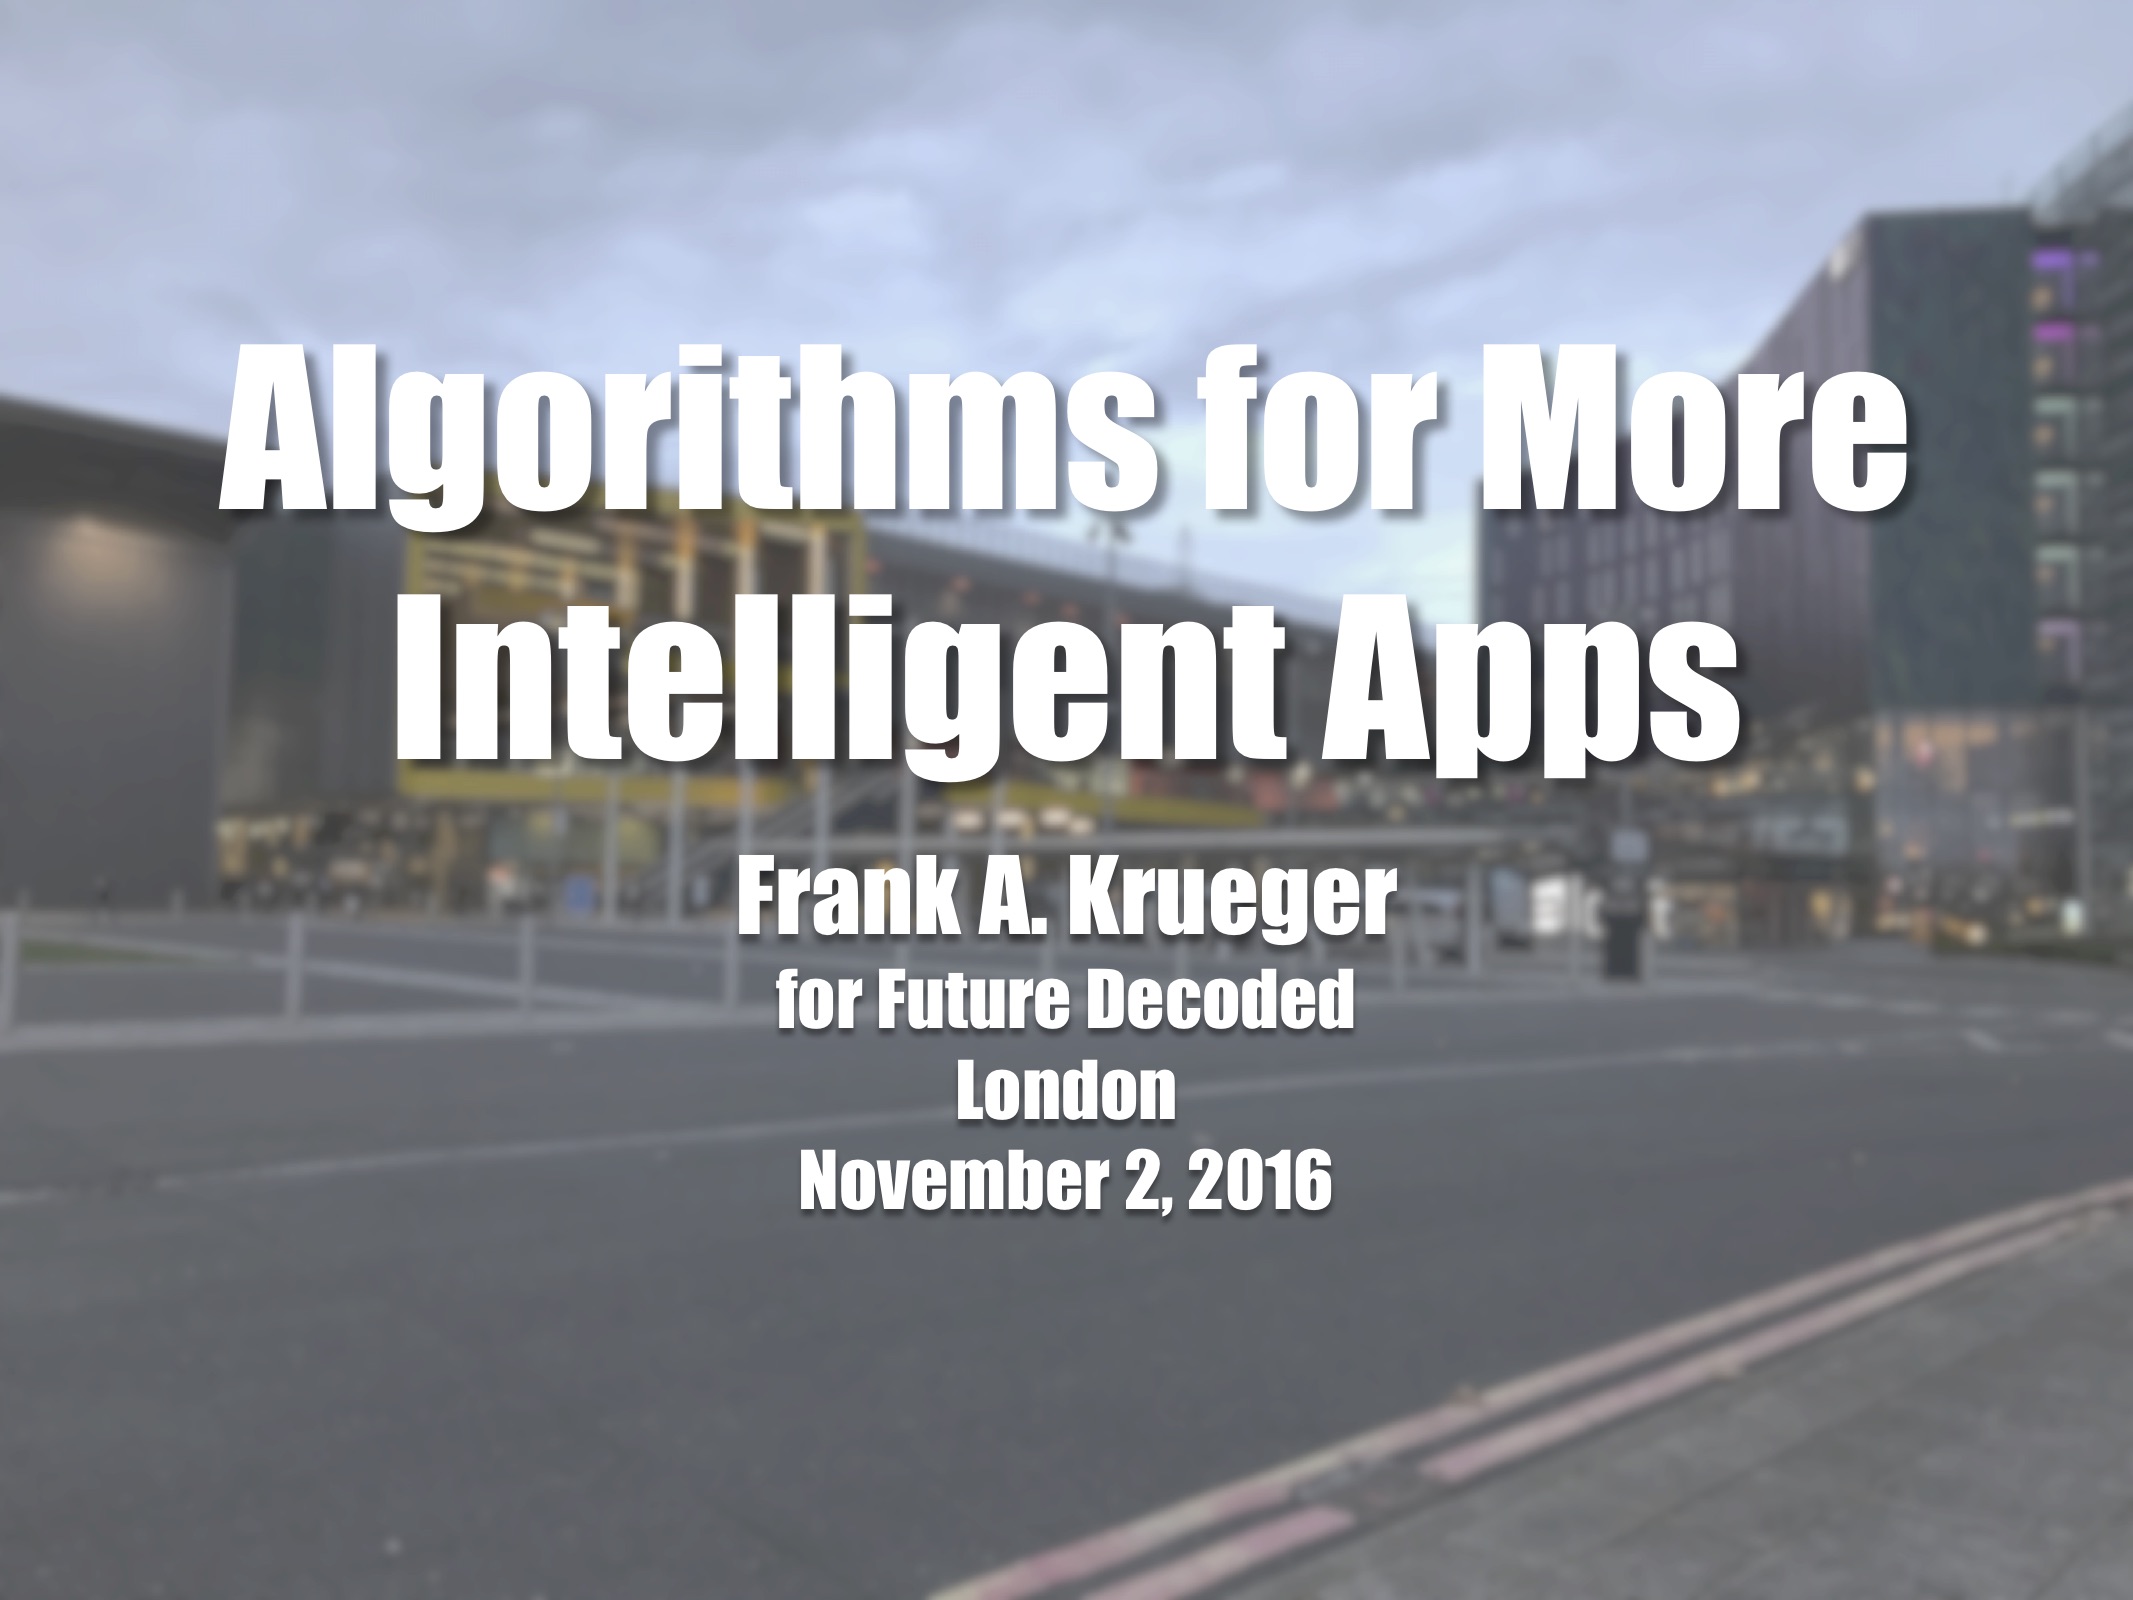 Algorithms for More
Intelligent Apps
Frank A. Krueger
for Future Decoded
London
November 2, 2016